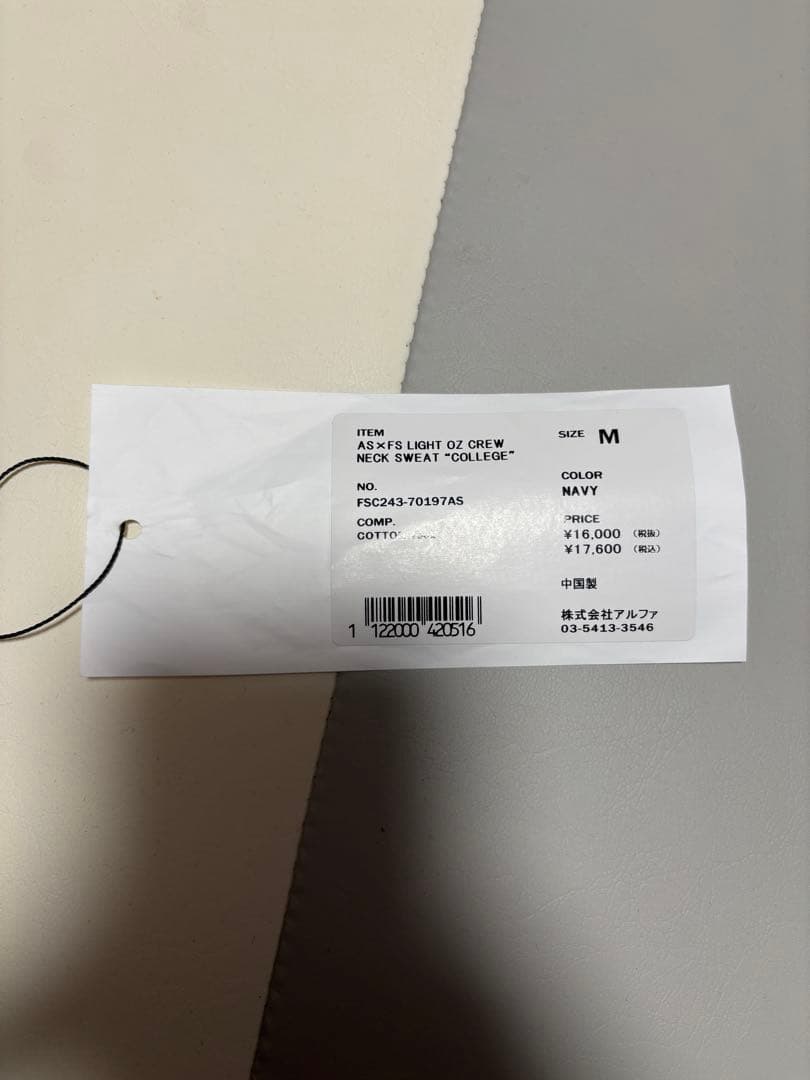 ITEM
AS×FS LIGHT OZ CREW
NECK SWEAT “COLLEGE”
NO.
FSC243-70197AS
COMP.
SIZE M
COLOR
NAVY
PRICE
¥16,000 (税抜)
¥17,600 (税込)
中国製
株式会社アルファ
03-5413-3546
1 122000 420516